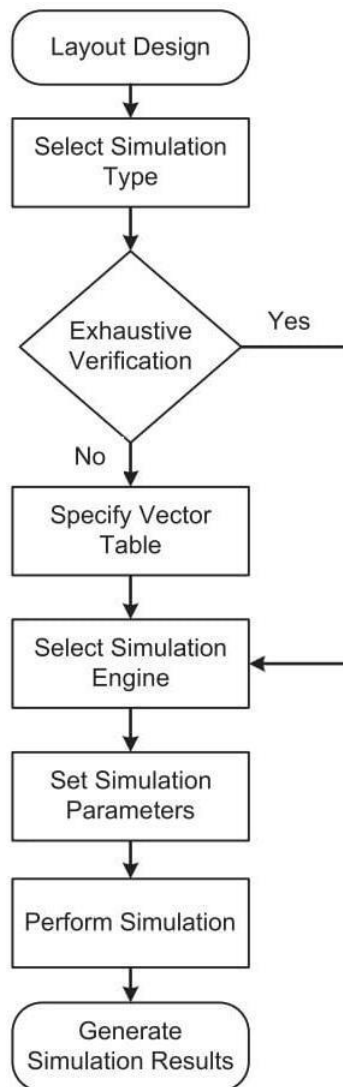 Layout Design
Select Simulation
Type
Exhaustive
Verification
Yes
No
Specify Vector
Table
Select Simulation
Engine
Set Simulation
Parameters
Perform Simulation
Generate
Simulation Results